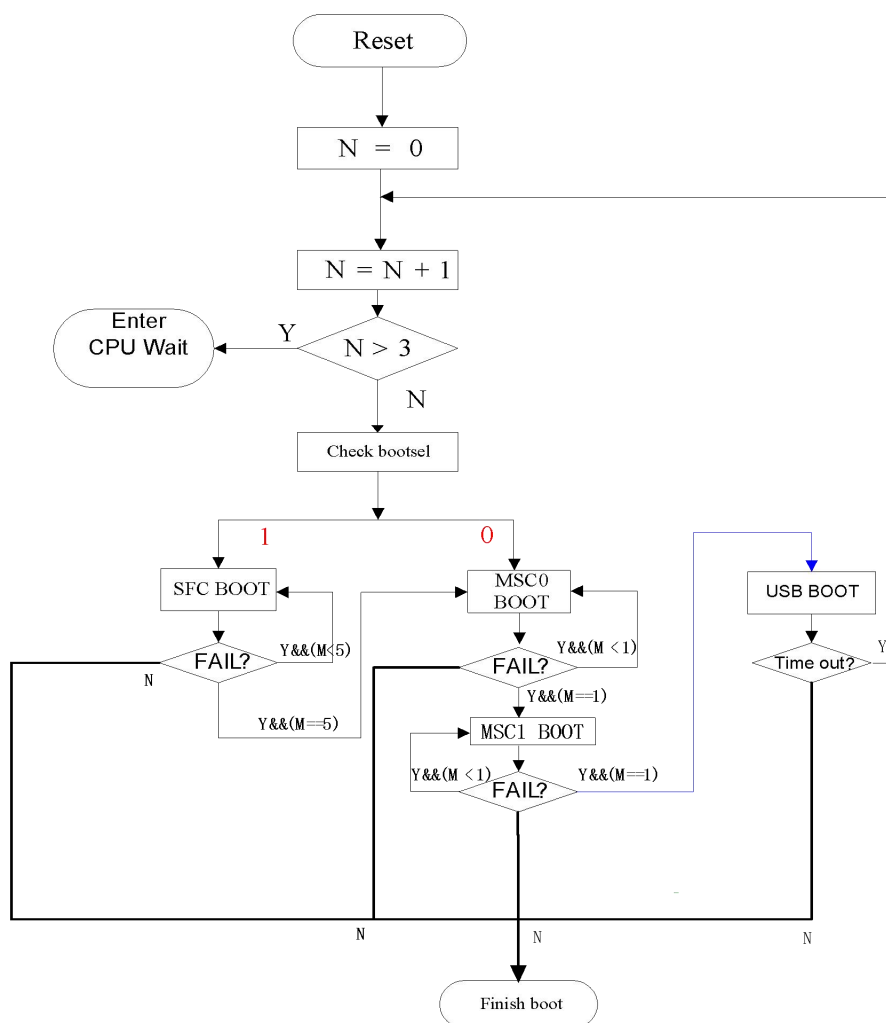 Reset
N = 0
N = N + 1
Enter
CPU Wait
Y
N > 3
N
Check bootsel
1
0
SFC BOOT
MSC0
BOOT
USB BOOT
FAIL?
Y&&(M<5)
N
FAIL?
Y&&(M <1)
Time out?
Y
Y&&(M==5)
Y&&(M==1)
MSC1 BOOT
Y&&(M <1)
FAIL?
Y&&(M==1)
N
N
N
Finish boot